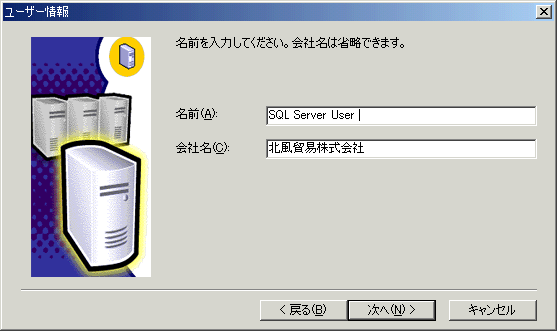 ユーザー情報
名前を入力してください。会社名は省略できます。
名前(A):
SQL Server User
会社名(C):
北風貿易株式会社
< 戻る(B)
次へ(N) >
キャンセル